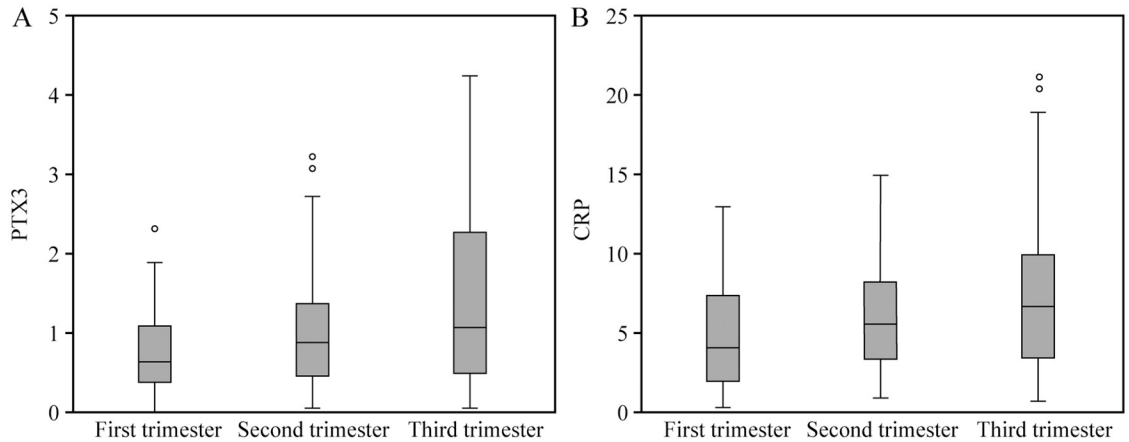 A
5
4
3
2
1
0
PTX3
First trimester
Second trimester
Third trimester
B
25
20
15
10
5
0
CRP
First trimester
Second trimester
Third trimester